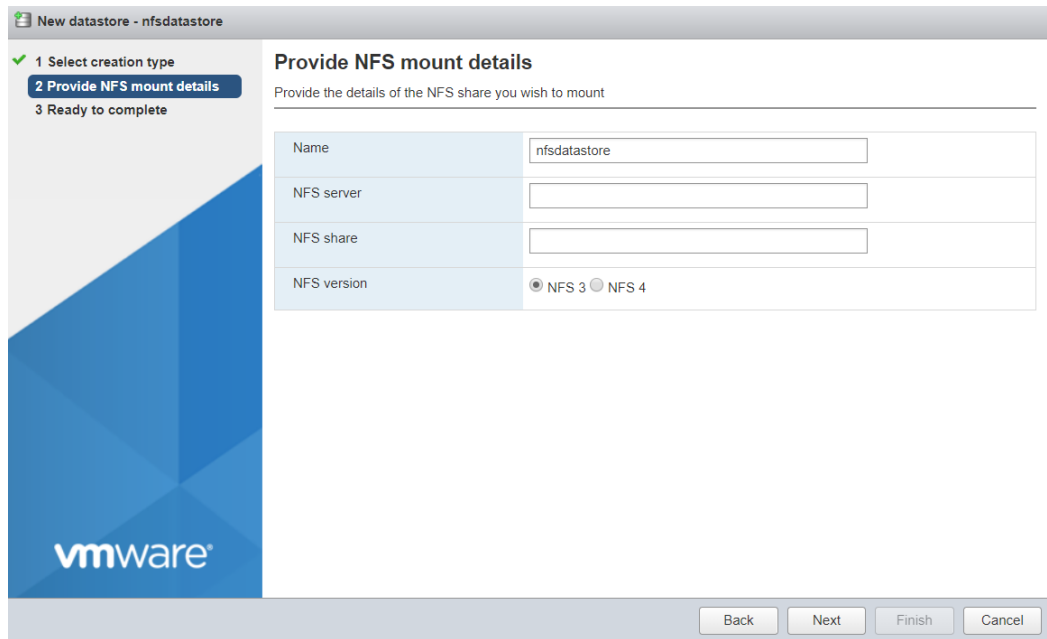 New datastore - nfsdatastore
1 Select creation type
2 Provide NFS mount details
3 Ready to complete
Provide NFS mount details
Provide the details of the NFS share you wish to mount
Name nfsdatastore
NFS server
NFS share
NFS version NFS 3 NFS 4
vmware®
Back Next Finish Cancel